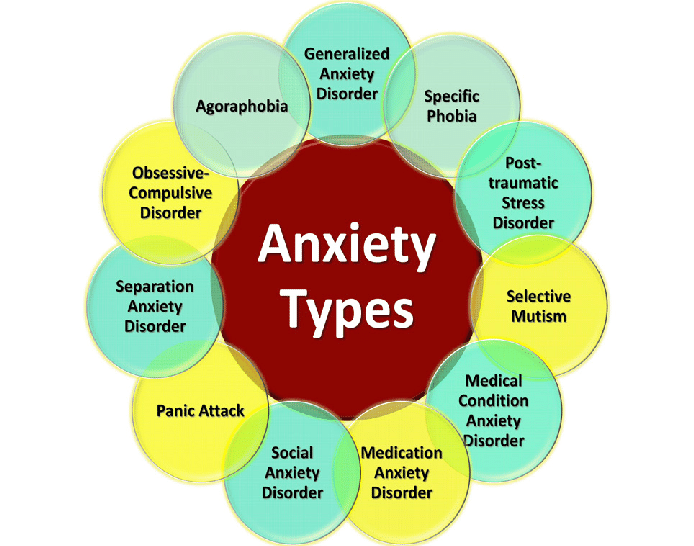 Generalized
Anxiety
Disorder
Specific
Phobia
Post-
traumatic
Stress
Disorder
Selective
Mutism
Medical
Condition
Anxiety
Disorder
Medication
Anxiety
Disorder
Social
Anxiety
Disorder
Panic Attack
Separation
Anxiety
Disorder
Obsessive-
Compulsive
Disorder
Agoraphobia
Anxiety
Types